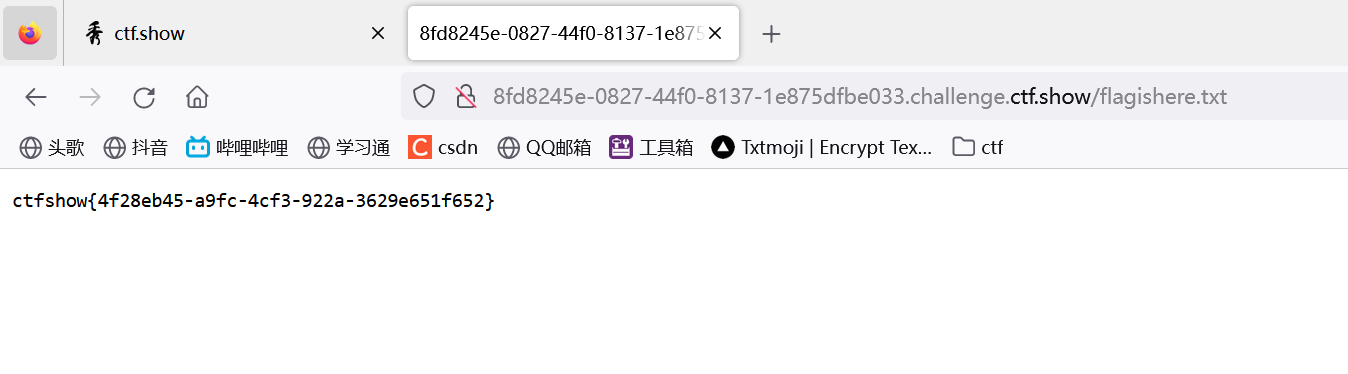 ctf.show
8fd8245e-0827-44f0-8137-1e875
8fd8245e-0827-44f0-8137-1e875dfbe033.challenge.ctf.show/flagishere.txt
头歌 抖音 哔哩哔哩 学习通 csdn QQ邮箱 工具箱 Txtmoji | Encrypt Tex... ctf
ctfshow{4f28eb45-a9fc-4cf3-922a-3629e651f652}